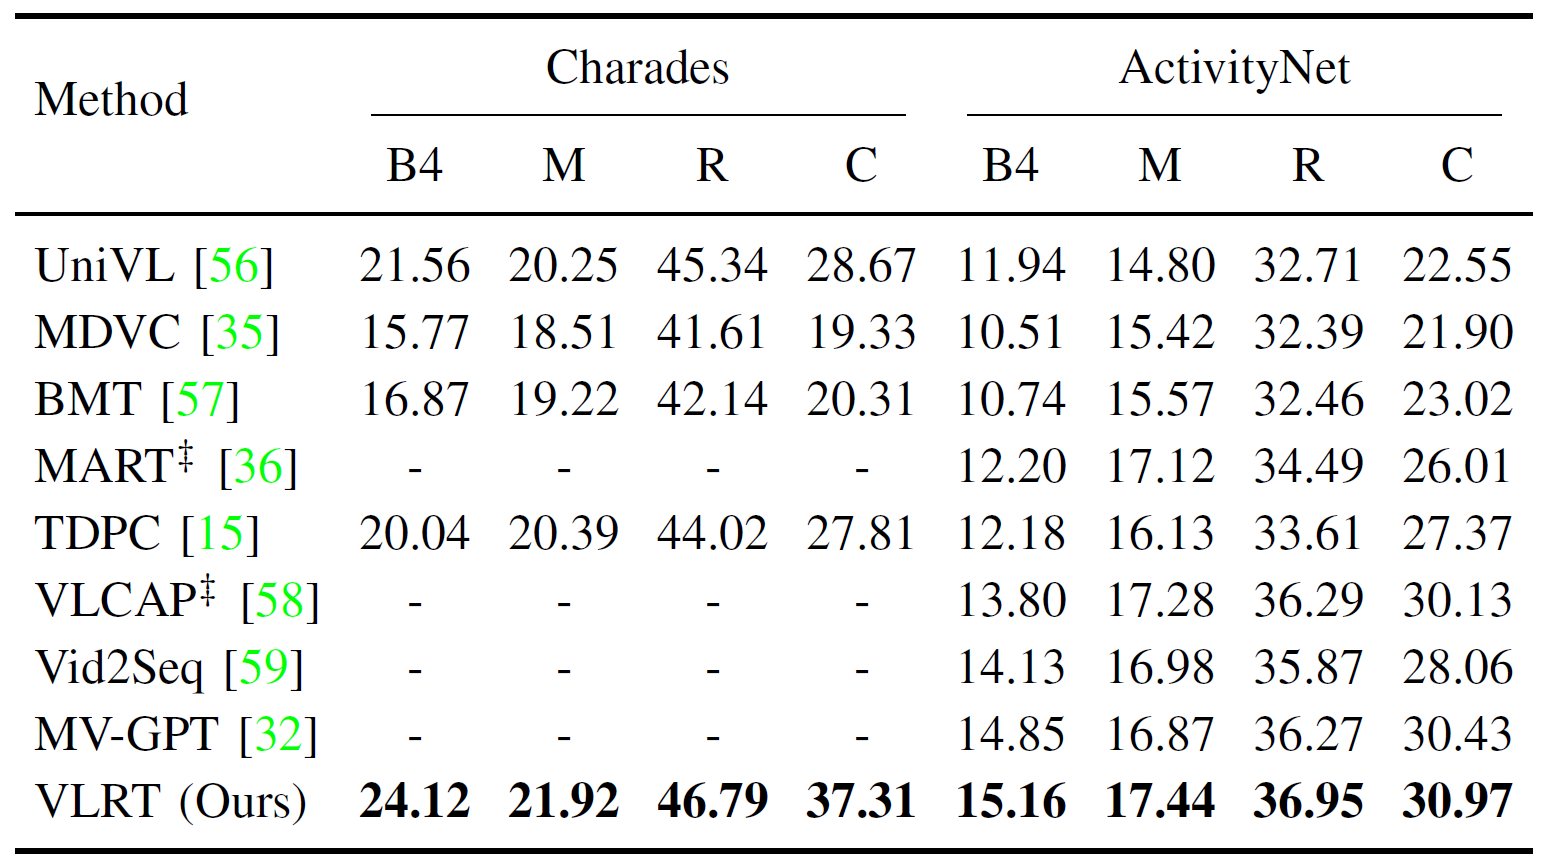 Method Charades ActivityNet
B4 M R C B4 M R C
UniVL [56] 21.56 20.25 45.34 28.67 11.94 14.80 32.71 22.55
MDVC [35] 15.77 18.51 41.61 19.33 10.51 15.42 32.39 21.90
BMT [57] 16.87 19.22 42.14 20.31 10.74 15.57 32.46 23.02
MART‡ [36] - - - - 12.20 17.12 34.49 26.01
TDPC [15] 20.04 20.39 44.02 27.81 12.18 16.13 33.61 27.37
VLCAP‡ [58] - - - - 13.80 17.28 36.29 30.13
Vid2Seq [59] - - - - 14.13 16.98 35.87 28.06
MV-GPT [32] - - - - 14.85 16.87 36.27 30.43
VLRT (Ours) 24.12 21.92 46.79 37.31 15.16 17.44 36.95 30.97